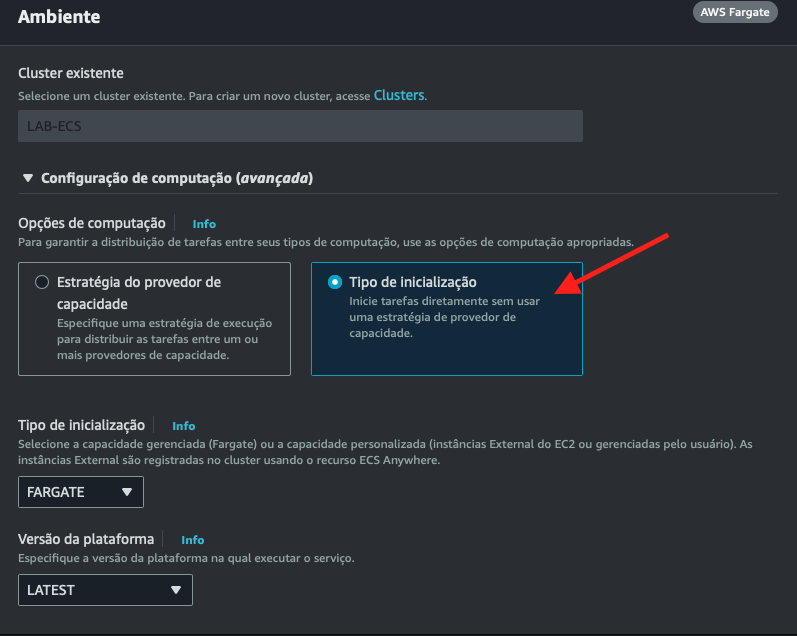 Ambiente
AWS Fargate
Cluster existente
Selecione um cluster existente. Para criar um novo cluster, acesse Clusters.
LAB-ECS
Configuração de computação (avançada)
Opções de computação
Info
Para garantir a distribuição de tarefas entre seus tipos de computação, use as opções de computação apropriadas.
Estratégia do provedor de
capacidade
Especifique uma estratégia de execução
para distribuir as tarefas entre um ou
mais provedores de capacidade.
Tipo de inicialização
Inicie tarefas diretamente sem usar
uma estratégia de provedor de
capacidade.
Tipo de inicialização
Info
Selecione a capacidade gerenciada (Fargate) ou a capacidade personalizada (instâncias External do EC2 ou gerenciadas pelo usuário). As
instâncias External são registradas no cluster usando o recurso ECS Anywhere.
FARGATE
Versão da plataforma
Info
Especifique a versão da plataforma na qual executar o serviço.
LATEST